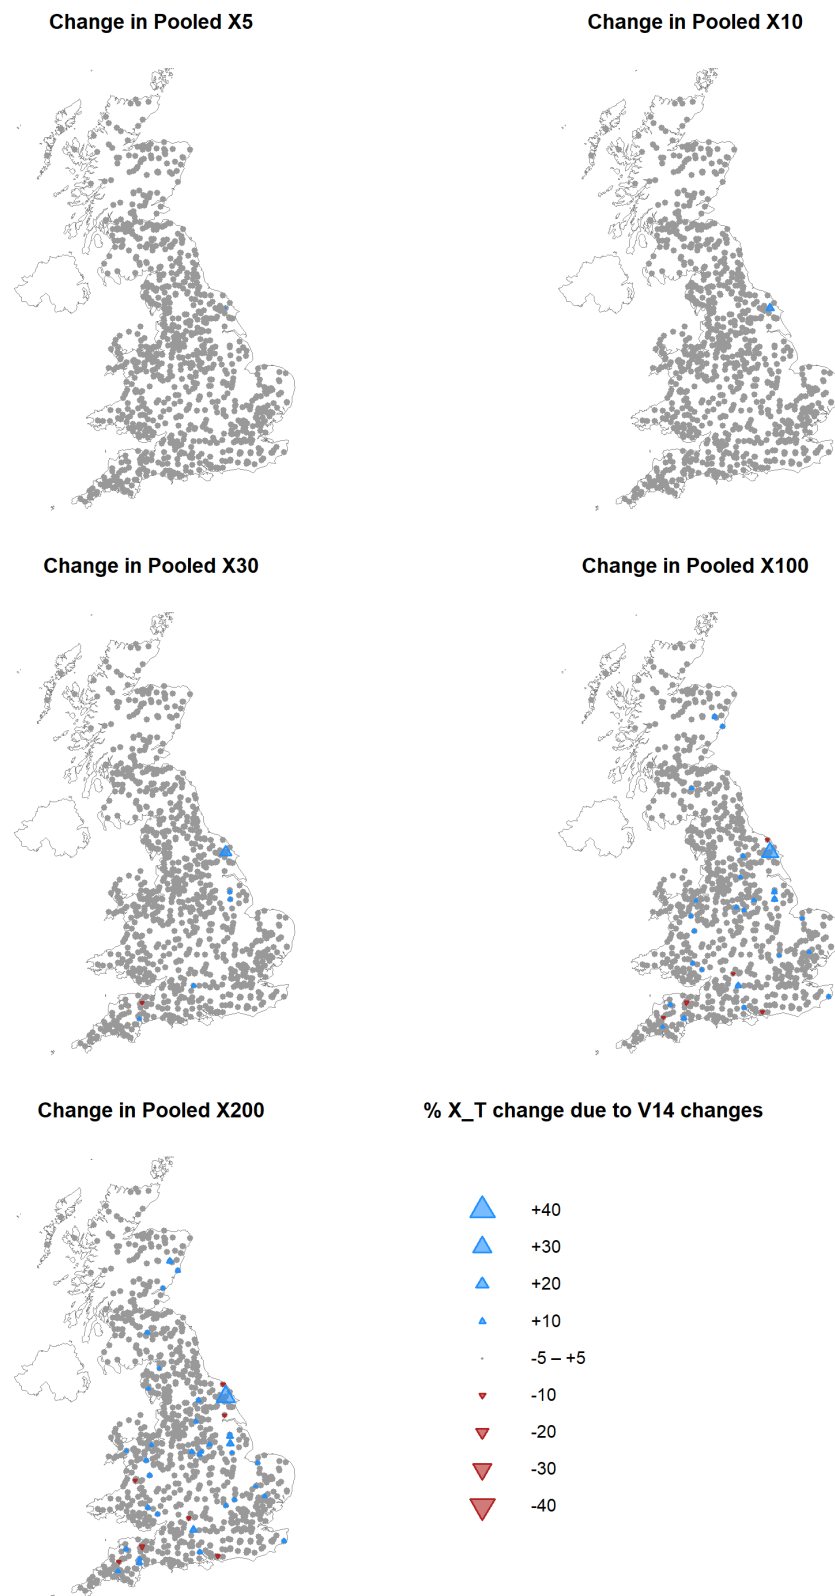 Change in Pooled X5
Change in Pooled X10
Change in Pooled X30
Change in Pooled X100
Change in Pooled X200
% X_T change due to V14 changes
+40
+30
+20
+10
-5 – +5
-10
-20
-30
-40